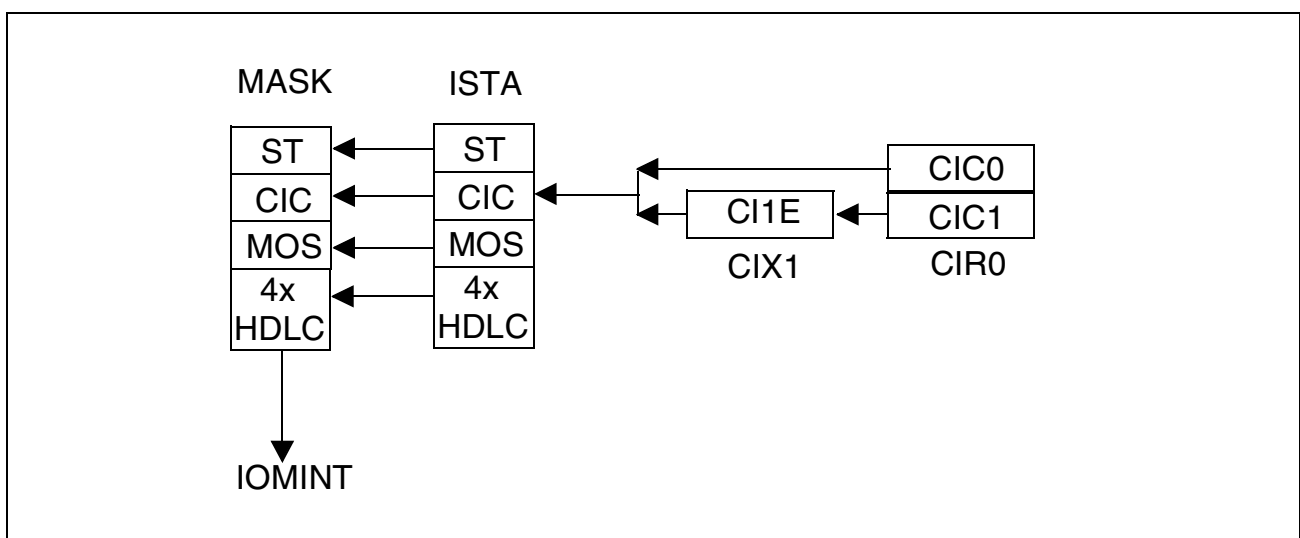 MASK
ISTA
ST
CIC
MOS
4x
HDLC
ST
CIC
MOS
4x
HDLC
CI1E
CIX1
CIC0
CIC1
CIR0
IOMINT